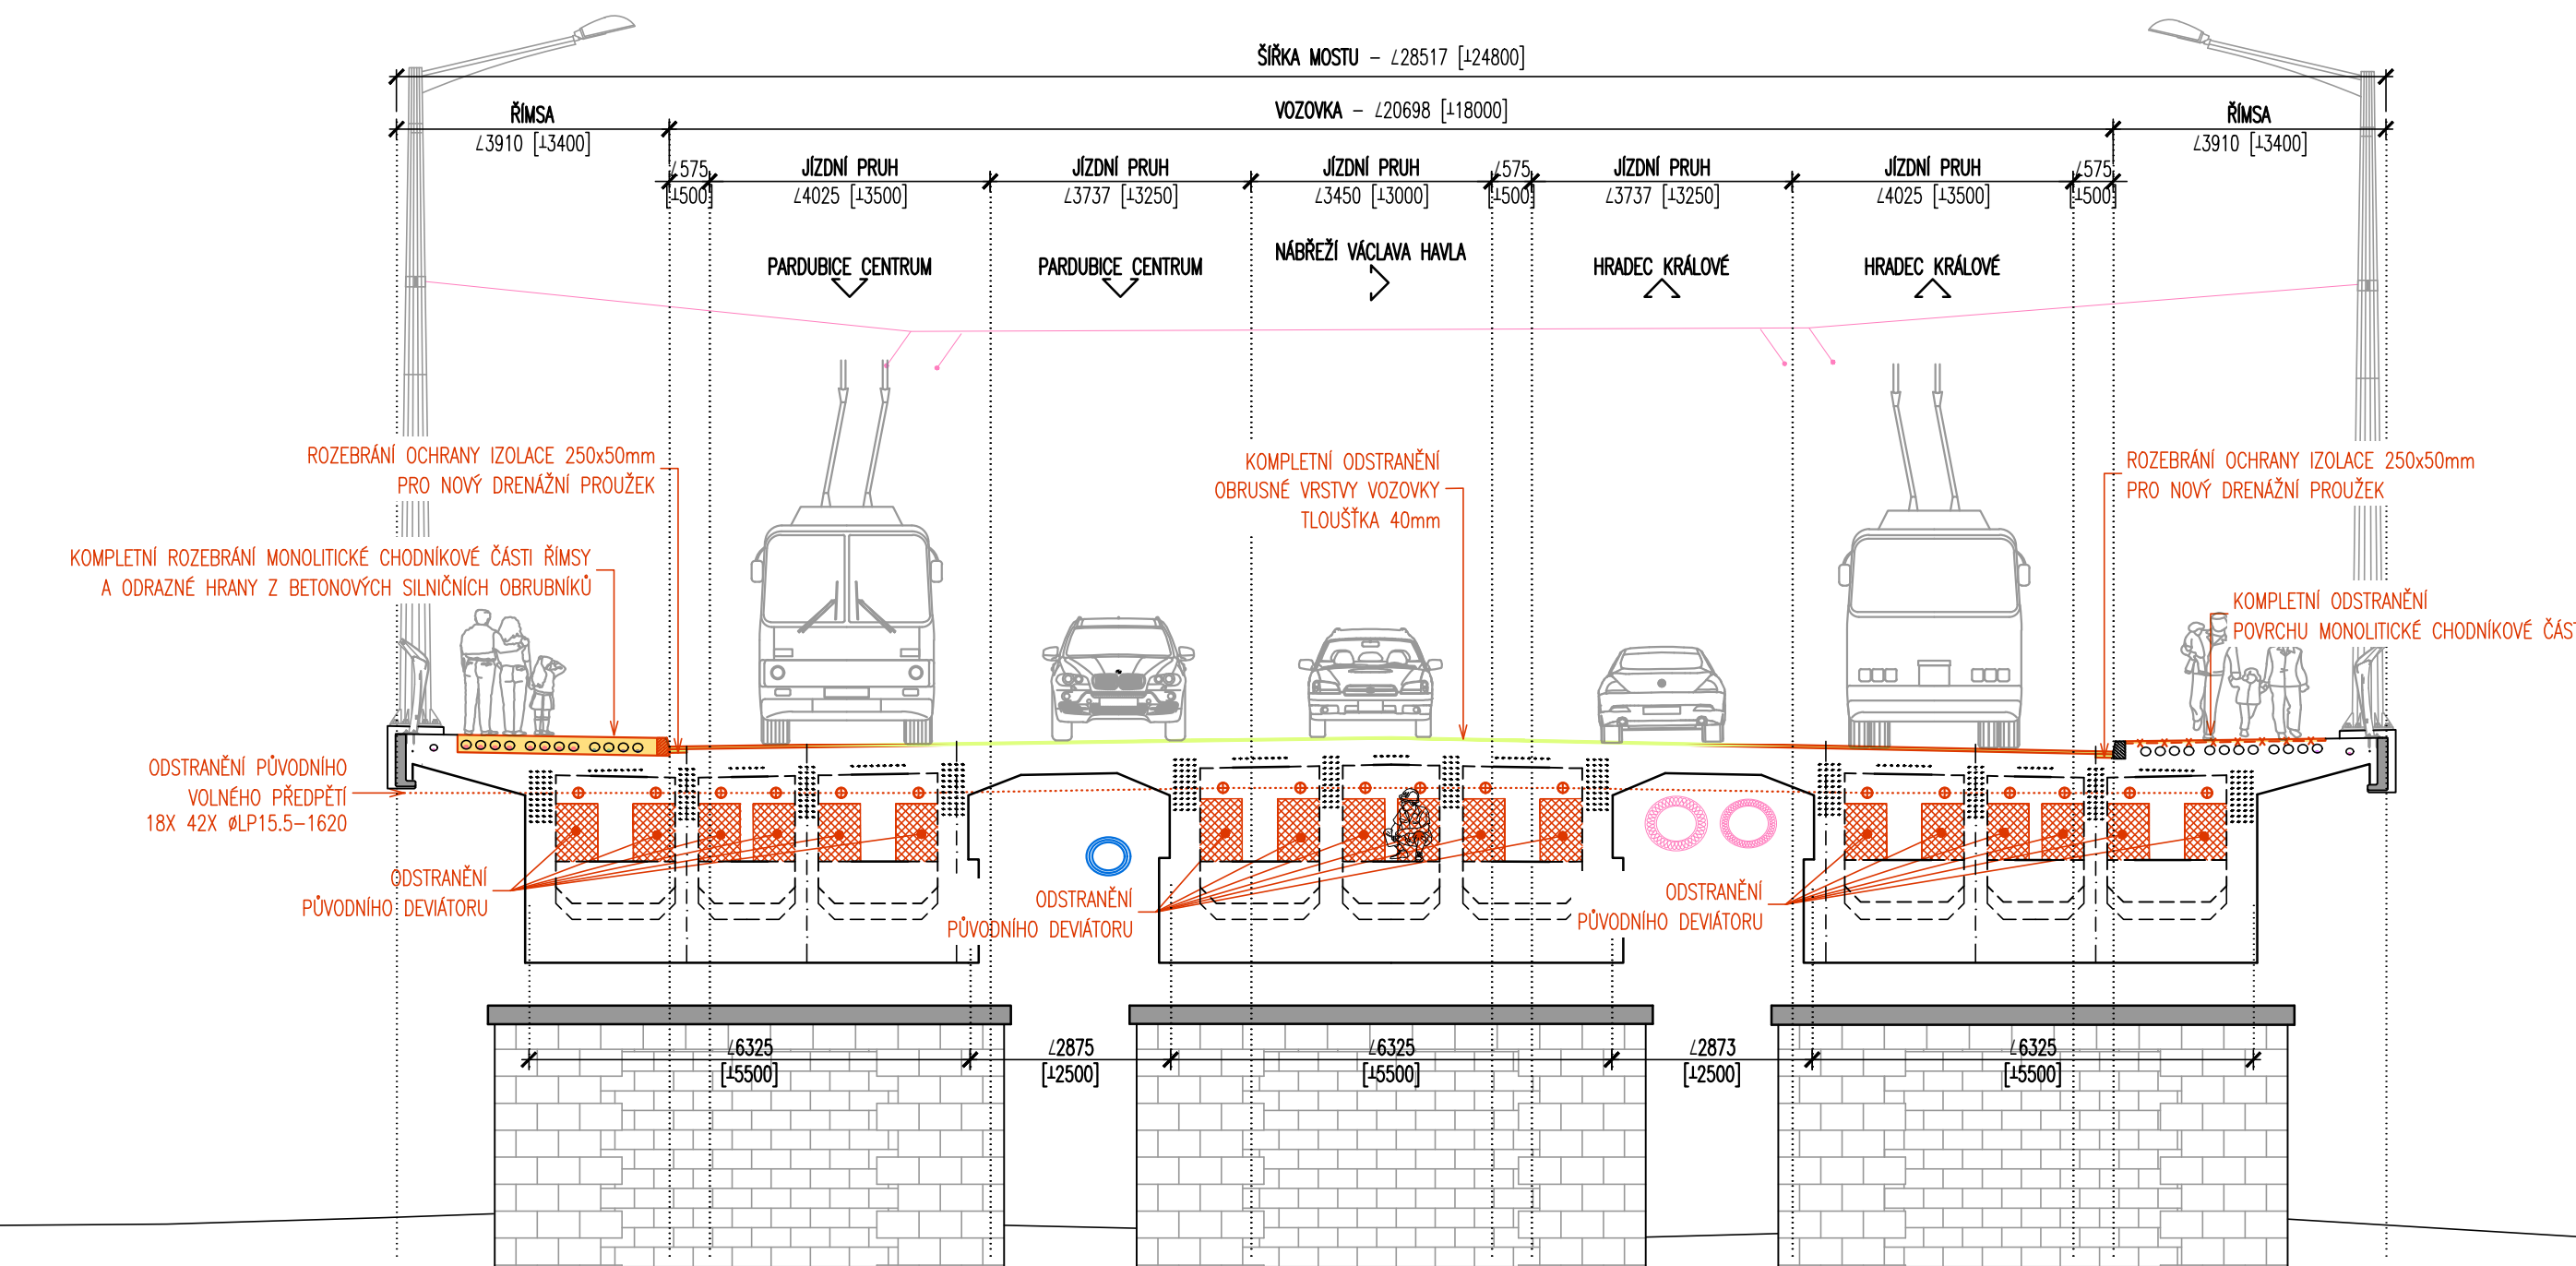 ŠÍŘKA MOSTU – ∠28517 [⊥24800]
VOZOVKA – ∠20698 [⊥18000]
ŘÍMSA
∠3910 [⊥3400]
ŘÍMSA
∠3910 [⊥3400]
∠575
[⊥500]
JÍZDNÍ PRUH
∠4025 [⊥3500]
JÍZDNÍ PRUH
∠3737 [⊥3250]
JÍZDNÍ PRUH
∠3450 [⊥3000]
∠575
[⊥500]
JÍZDNÍ PRUH
∠3737 [⊥3250]
JÍZDNÍ PRUH
∠4025 [⊥3500]
∠575
[⊥500]
PARDUBICE CENTRUM
PARDUBICE CENTRUM
NÁBŘEŽÍ VÁCLAVA HAVLA
HRADEC KRÁLOVÉ
HRADEC KRÁLOVÉ
ROZEBRÁNÍ OCHRANY IZOLACE 250x50mm
PRO NOVÝ DRENÁŽNÍ PROUŽEK
KOMPLETNÍ ODSTRANĚNÍ
OBRUSNÉ VRSTVY VOZOVKY
TLOUŠŤKA 40mm
ROZEBRÁNÍ OCHRANY IZOLACE 250x50mm
PRO NOVÝ DRENÁŽNÍ PROUŽEK
KOMPLETNÍ ROZEBRÁNÍ MONOLITICKÉ CHODNÍKOVÉ ČÁSTI ŘÍMSY
A ODRAZNÉ HRANY Z BETONOVÝCH SILNIČNÍCH OBRUBNÍKŮ
KOMPLETNÍ ODSTRANĚNÍ
POVRCHU MONOLITICKÉ CHODNÍKOVÉ ČÁST
ODSTRANĚNÍ PŮVODNÍHO
VOLNÉHO PŘEDPĚTÍ
18X 42X ØLP15.5–1620
ODSTRANĚNÍ
PŮVODNÍHO DEVIÁTORU
ODSTRANĚNÍ
PŮVODNÍHO DEVIÁTORU
ODSTRANĚNÍ
PŮVODNÍHO DEVIÁTORU
∠6325
[⊥5500]
∠2875
[⊥2500]
∠6325
[⊥5500]
∠2873
[⊥2500]
∠6325
[⊥5500]